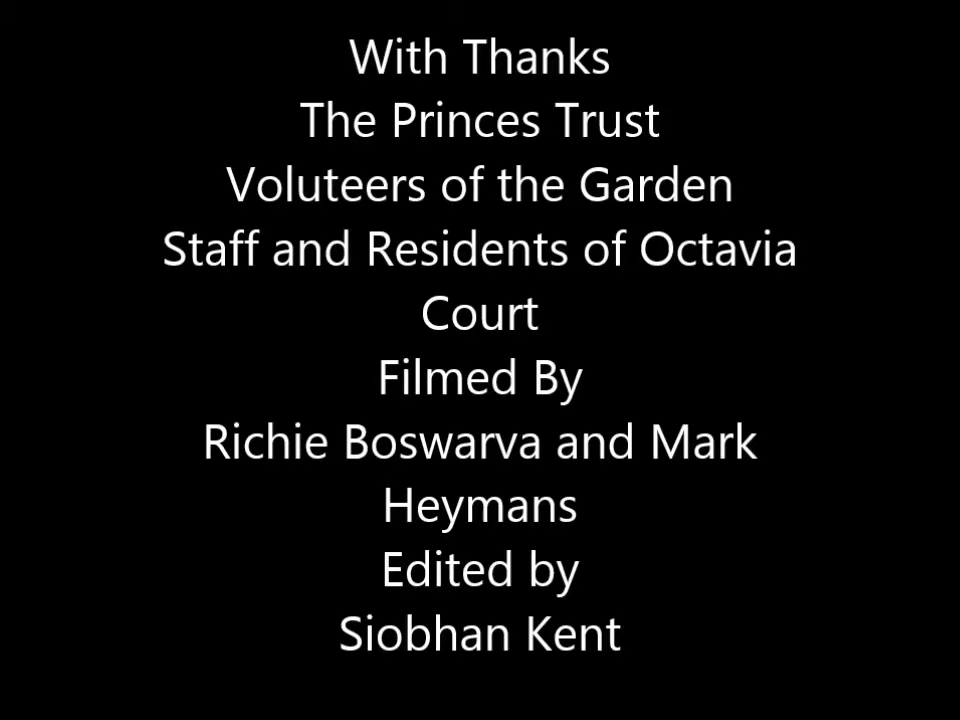 With Thanks
The Princes Trust
Voluteers of the Garden
Staff and Residents of Octavia
Court
Filmed By
Richie Boswarva and Mark
Heymans
Edited by
Siobhan Kent